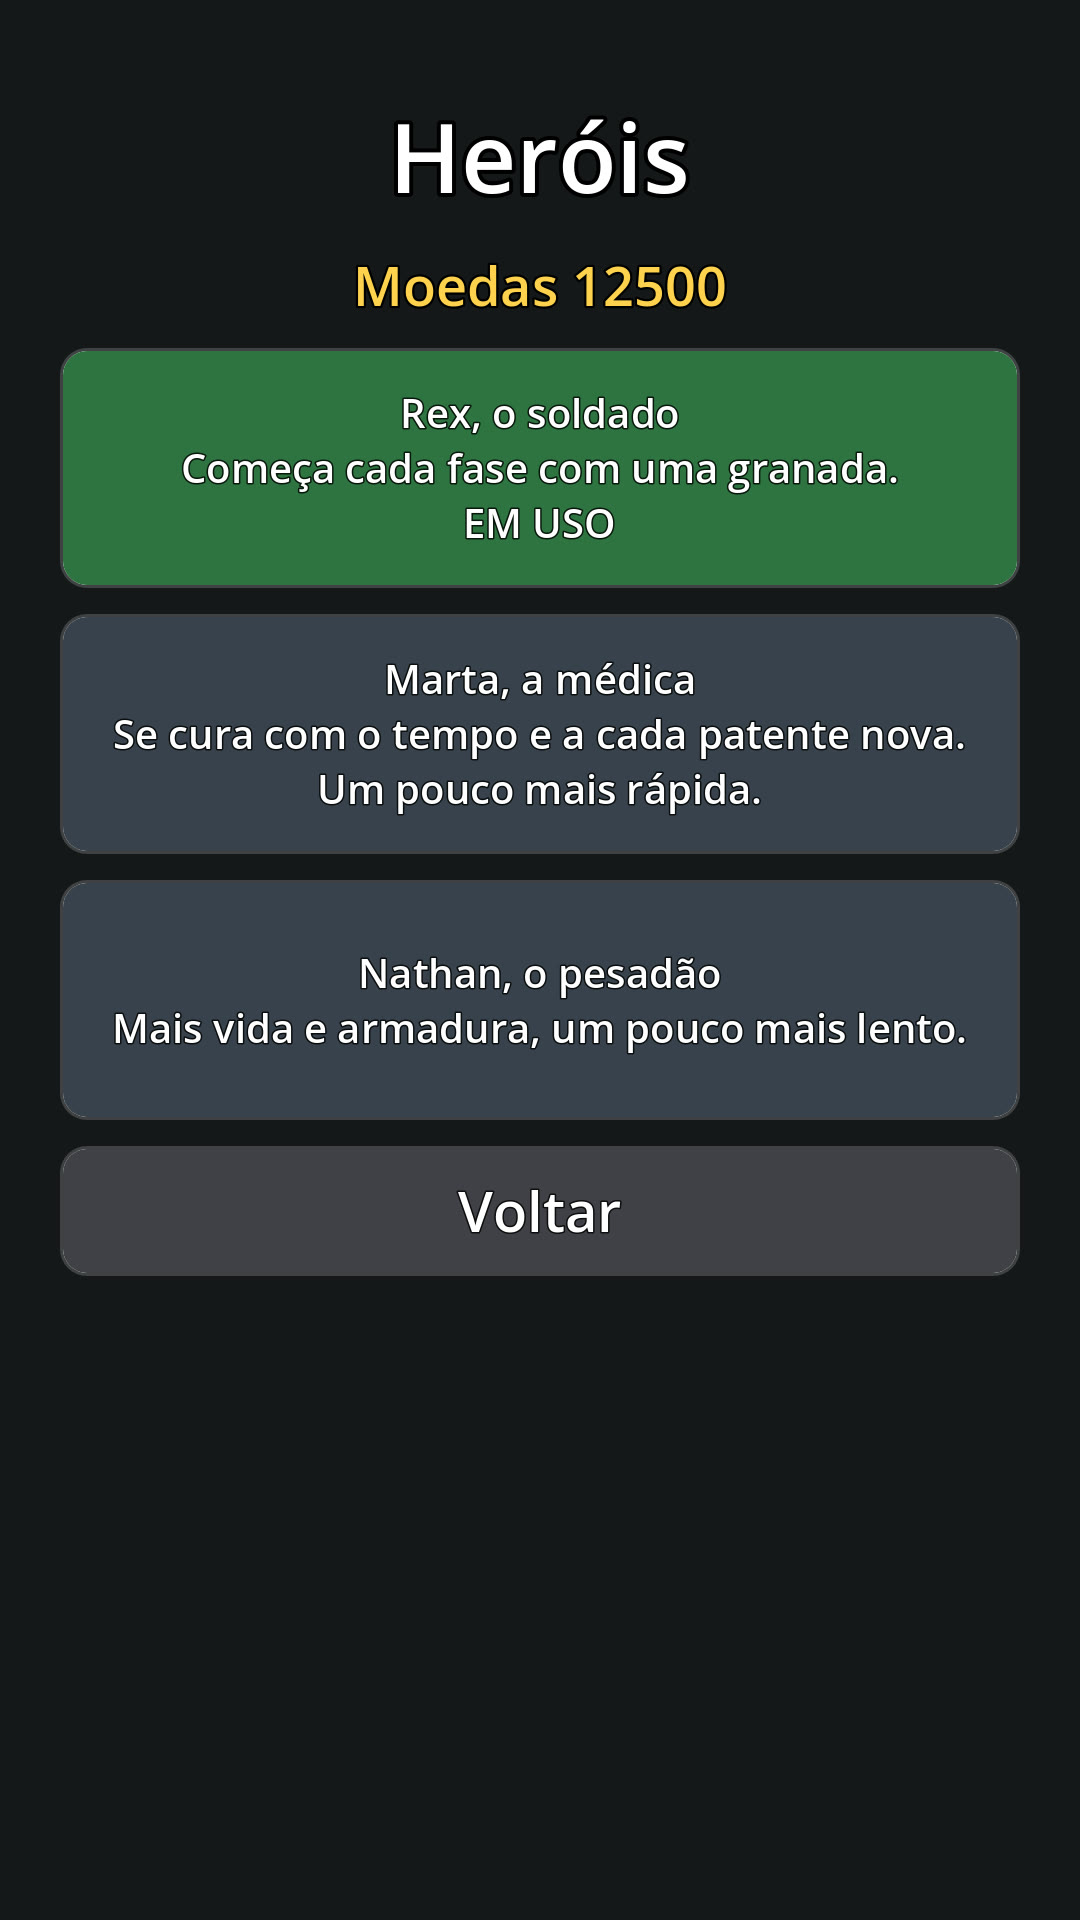 Heróis
Moedas 12500
Rex, o soldado
Começa cada fase com uma granada.
EM USO
Marta, a médica
Se cura com o tempo e a cada patente nova.
Um pouco mais rápida.
Nathan, o pesadão
Mais vida e armadura, um pouco mais lento.
Voltar